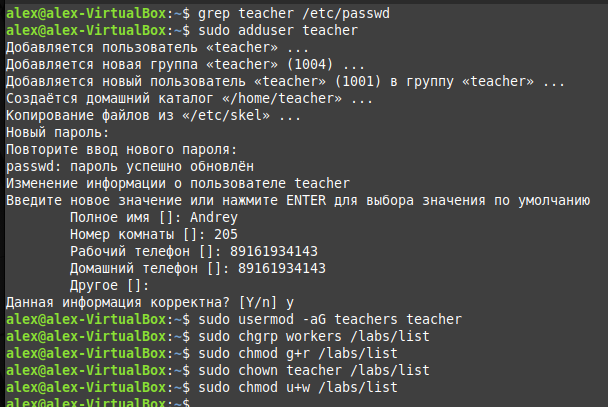 alex@alex-VirtualBox:~$ grep teacher /etc/passwd
alex@alex-VirtualBox:~$ sudo adduser teacher
Добавляется пользователь «teacher» ...
Добавляется новая группа «teacher» (1004) ...
Добавляется новый пользователь «teacher» (1001) в группу «teacher» ...
Создаётся домашний каталог «/home/teacher» ...
Копирование файлов из «/etc/skel» ...
Новый пароль:
Повторите ввод нового пароля:
passwd: пароль успешно обновлён
Изменение информации о пользователе teacher
Введите новое значение или нажмите ENTER для выбора значения по умолчанию
Полное имя []: Andrey
Номер комнаты []: 205
Рабочий телефон []: 89161934143
Домашний телефон []: 89161934143
Другое []:
Данная информация корректна? [Y/n] y
alex@alex-VirtualBox:~$ sudo usermod -aG teachers teacher
alex@alex-VirtualBox:~$ sudo chgrp workers /labs/list
alex@alex-VirtualBox:~$ sudo chmod g+r /labs/list
alex@alex-VirtualBox:~$ sudo chown teacher /labs/list
alex@alex-VirtualBox:~$ sudo chmod u+w /labs/list
alex@alex-VirtualBox:~$